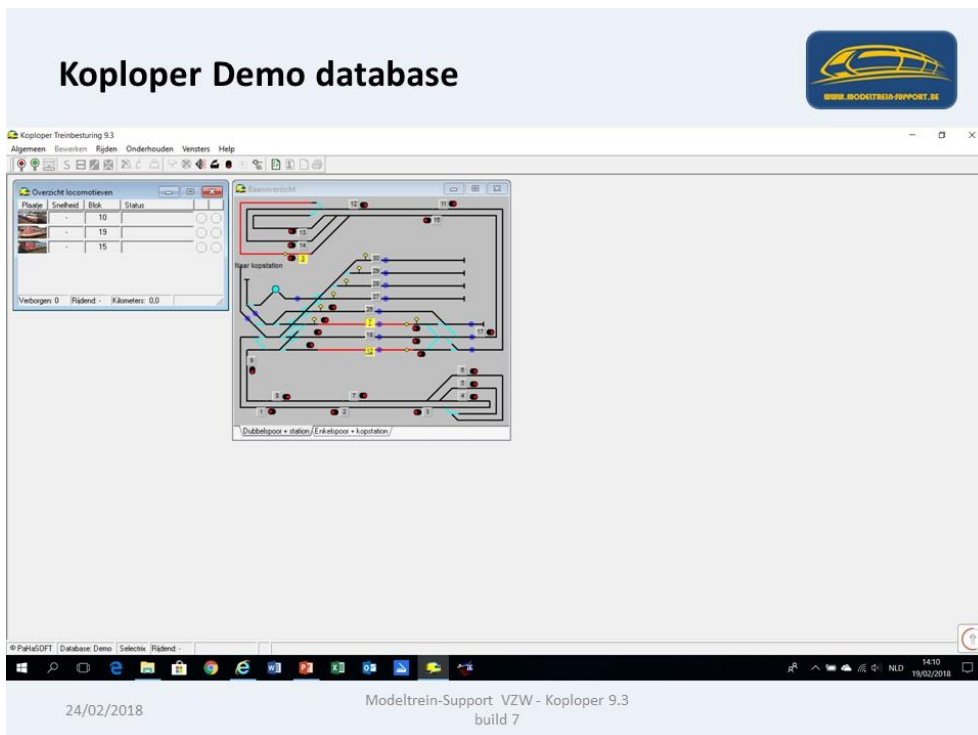 Koploper Demo database
WWW.MODELTREIN-SUPPORT.BE
Koploper Treinbesturing 9.3
Algemeen Bewerken Rijden Onderhouden Vensters Help
Overzicht locomotieven
Plaatje Snelheid Blok Status
- 10
- 19
- 15
Verborgen: 0 Rijdend: - Kilometers: 0,0
Baanoverzicht
12 11
13 18
14
Naar kopstation
30
29
28
27
26
17
19
9
6
5
8 7 4
1 2 3
Dubbelspoor + station Enkelspoor + kopstation
© PaHaSOFT Database: Demo Selectrix Rijdend: -
NLD
14:10
19/02/2018
24/02/2018
Modeltrein-Support VZW - Koploper 9.3
build 7